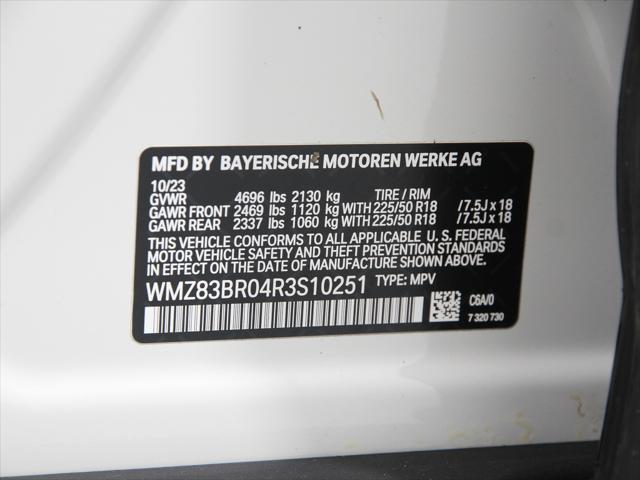 MFD BY BAYERISCHE MOTOREN WERKE AG
10/23
GVWR 4696 lbs 2130 kg TIRE / RIM
GAWR FRONT 2469 lbs 1120 kg WITH 225/50 R18 /7.5J x 18
GAWR REAR 2337 lbs 1060 kg WITH 225/50 R18 /7.5J x 18
THIS VEHICLE CONFORMS TO ALL APPLICABLE U.S. FEDERAL
MOTOR VEHICLE SAFETY AND THEFT PREVENTION STANDARDS
IN EFFECT ON THE DATE OF MANUFACTURE SHOWN ABOVE.
WMZ83BR04R3S10251 TYPE: MPV
C6A/0
7 320 730